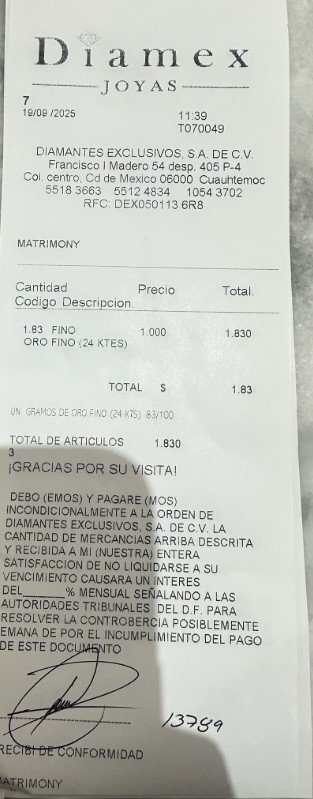 Diamex
JOYAS
7
19/09 /2025 11:39
T070049
DIAMANTES EXCLUSIVOS, S.A. DE C.V.
Francisco I Madero 54 desp. 405 P-4
Col. centro, Cd de Mexico 06000 Cuauhtemoc
5518 3663 5512 4834 1054 3702
RFC: DEX050113 6R8
MATRIMONY
Cantidad Precio Total.
Codigo Descripcion.
1.83 FINO 1.000 1.830
ORO FINO (24 KTES)
TOTAL $ 1.83
UN GRAMOS DE ORO FINO (24 KTS) 83/100
TOTAL DE ARTICULOS 1.830
3
¡GRACIAS POR SU VISITA!
DEBO (EMOS) Y PAGARE (MOS)
INCONDICIONALMENTE A LA ORDEN DE
DIAMANTES EXCLUSIVOS, S.A. DE C.V. LA
CANTIDAD DE MERCANCIAS ARRIBA DESCRITA
Y RECIBIDA A MI (NUESTRA) ENTERA
SATISFACCION DE NO LIQUIDARSE A SU
VENCIMIENTO CAUSARA UN INTERES
DEL______% MENSUAL SEÑALANDO A LAS
AUTORIDADES TRIBUNALES DEL D.F. PARA
RESOLVER LA CONTROBERCIA POSIBLEMENTE
EMANA DE POR EL INCUMPLIMIENTO DEL PAGO
DE ESTE DOCUMENTO
13789
RECIBI DE CONFORMIDAD
MATRIMONY